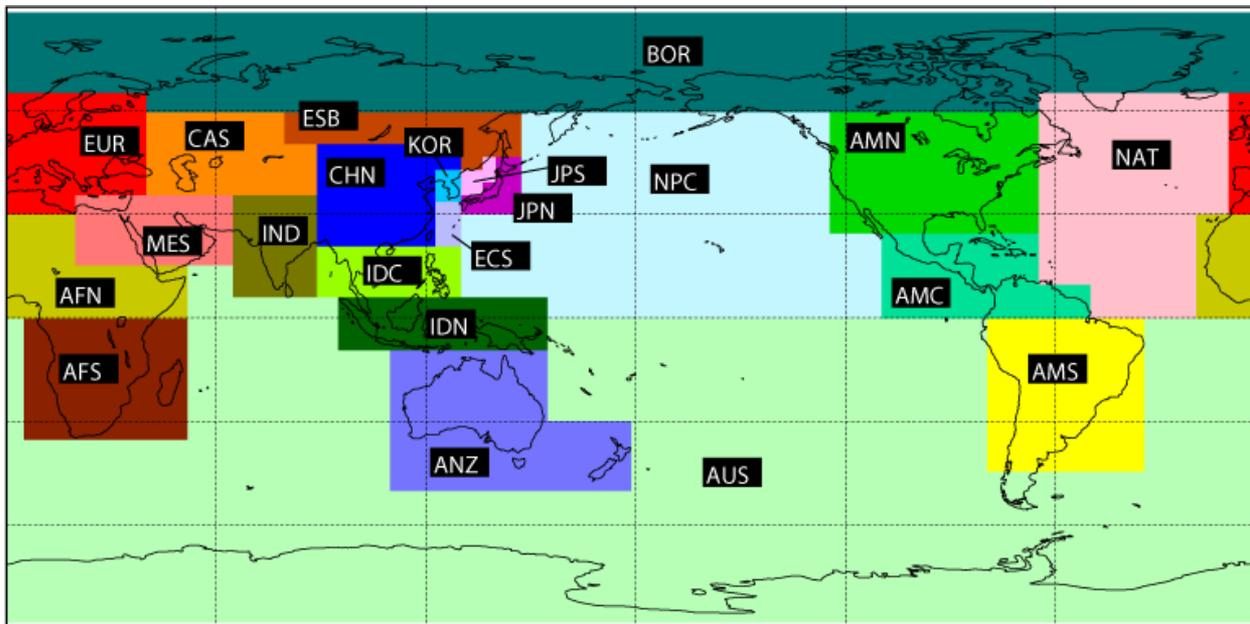 BOR
ESB
EUR
CAS
KOR
AMN
CHN
JPS
NAT
NPC
JPN
IND
MES
ECS
IDC
AFN
AMC
IDN
AFS
AMS
ANZ
AUS